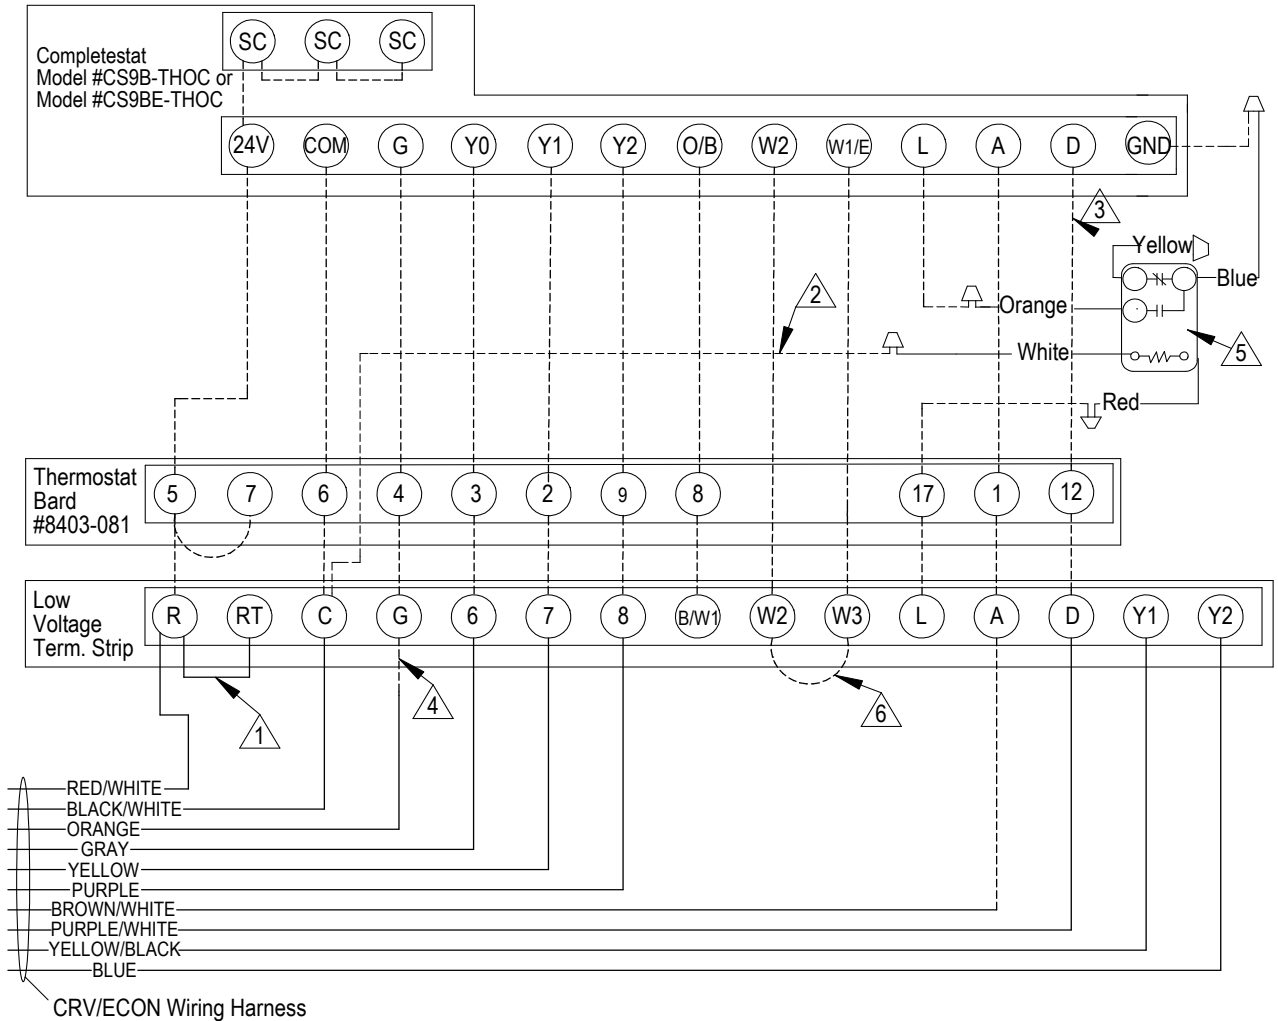 SC SC SC
Completestat
Model #CS9B-THOC or
Model #CS9BE-THOC
24V COM G Y0 Y1 Y2 O/B W2 W1/E L A D GND
3
Yellow
Blue
2
Orange
5
White
Red
Thermostat
Bard
#8403-081
5 7 6 4 3 2 9 8 17 1 12
Low
Voltage
Term. Strip
R RT C G 6 7 8 B/W1 W2 W3 L A D Y1 Y2
1
4
6
RED/WHITE
BLACK/WHITE
ORANGE
GRAY
YELLOW
PURPLE
BROWN/WHITE
PURPLE/WHITE
YELLOW/BLACK
BLUE
CRV/ECON Wiring Harness